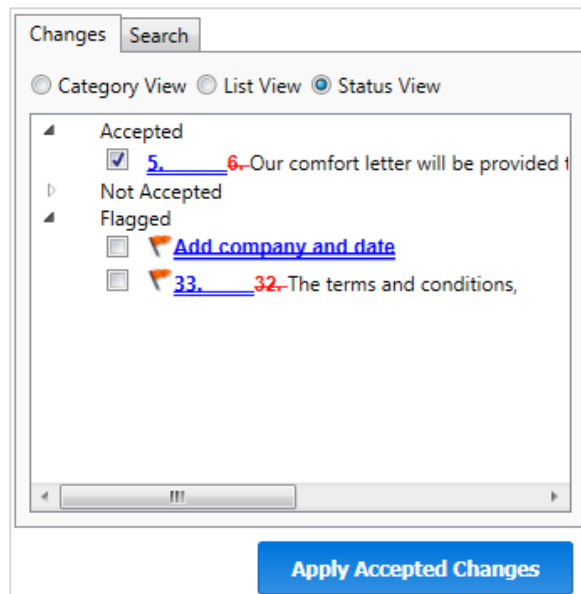 Changes Search
Category View List View Status View
Accepted
5. 6. Our comfort letter will be provided t
Not Accepted
Flagged
Add company and date
33. 32. The terms and conditions,
Apply Accepted Changes